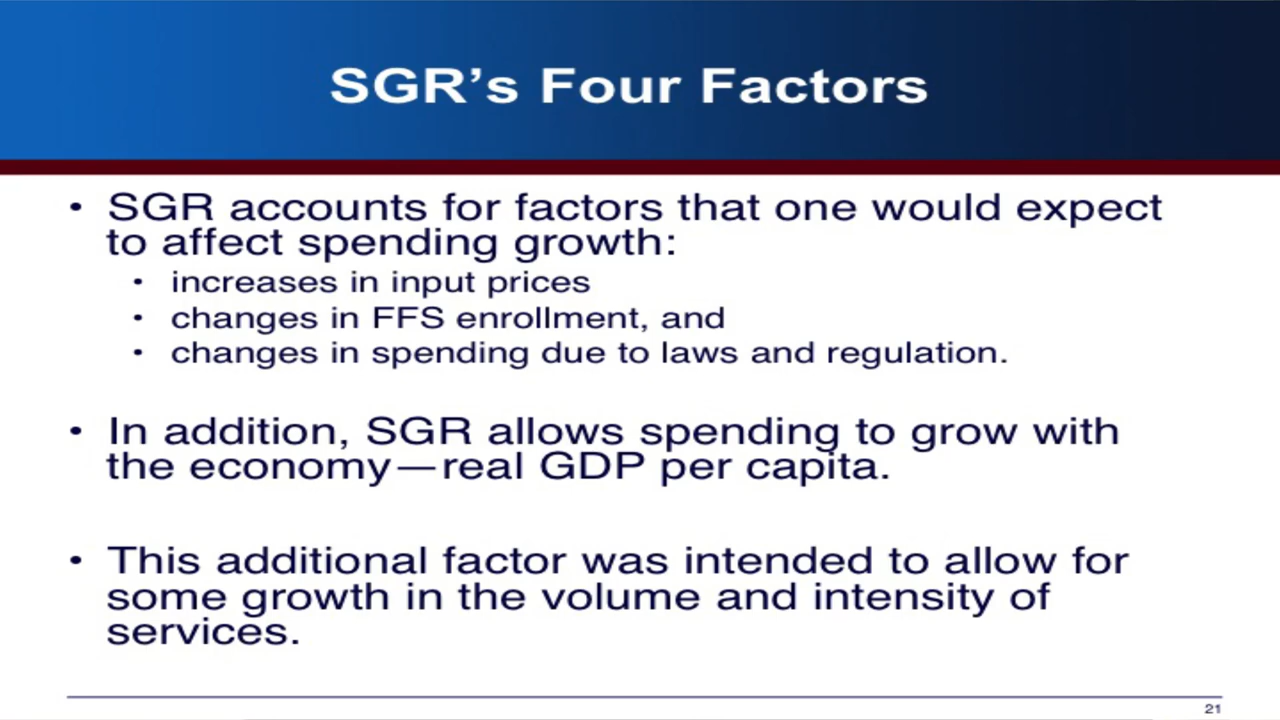 SGR’s Four Factors
• SGR accounts for factors that one would expect
to affect spending growth:
• increases in input prices
• changes in FFS enrollment, and
• changes in spending due to laws and regulation.
• In addition, SGR allows spending to grow with
the economy—real GDP per capita.
• This additional factor was intended to allow for
some growth in the volume and intensity of
services.
21